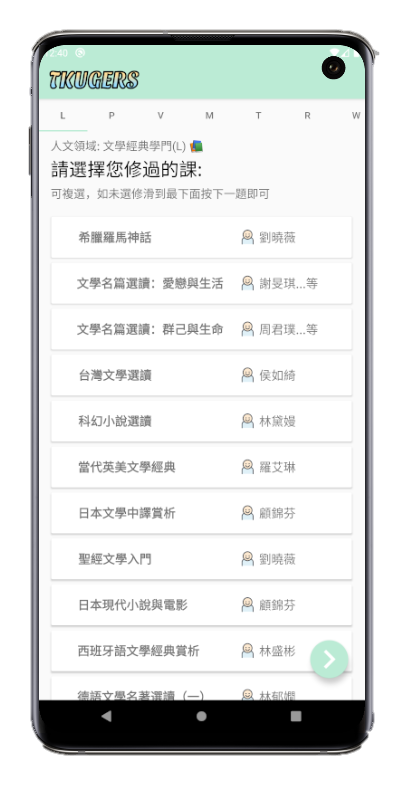 2:40
TKUGERS
L P V M T R W
人文領域: 文學經典學門(L)
請選擇您修過的課:
可複選，如未選修滑到最下面按下一題即可
希臘羅馬神話 劉曉薇
文學名篇選讀：愛戀與生活 謝旻琪...等
文學名篇選讀：群己與生命 周君璞...等
台灣文學選讀 侯如綺
科幻小說選讀 林黛嫚
當代英美文學經典 羅艾琳
日本文學中譯賞析 顧錦芬
聖經文學入門 劉曉薇
日本現代小說與電影 顧錦芬
西班牙語文學經典賞析 林盛彬
德語文學名著選讀（一） 林郁嫺